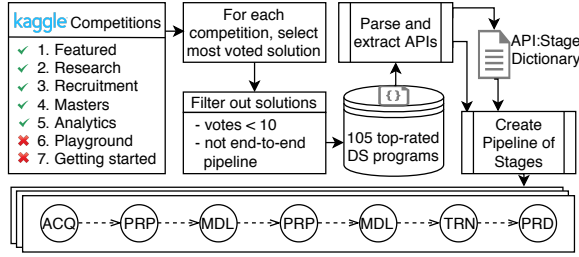 kaggle Competitions
1. Featured
2. Research
3. Recruitment
4. Masters
5. Analytics
6. Playground
7. Getting started
For each
competition, select
most voted solution
Filter out solutions
- votes < 10
- not end-to-end
pipeline
Parse and
extract APIs
{}
105 top-rated
DS programs
API:Stage
Dictionary
Create
Pipeline of
Stages
ACQ PRP MDL PRP MDL TRN PRD